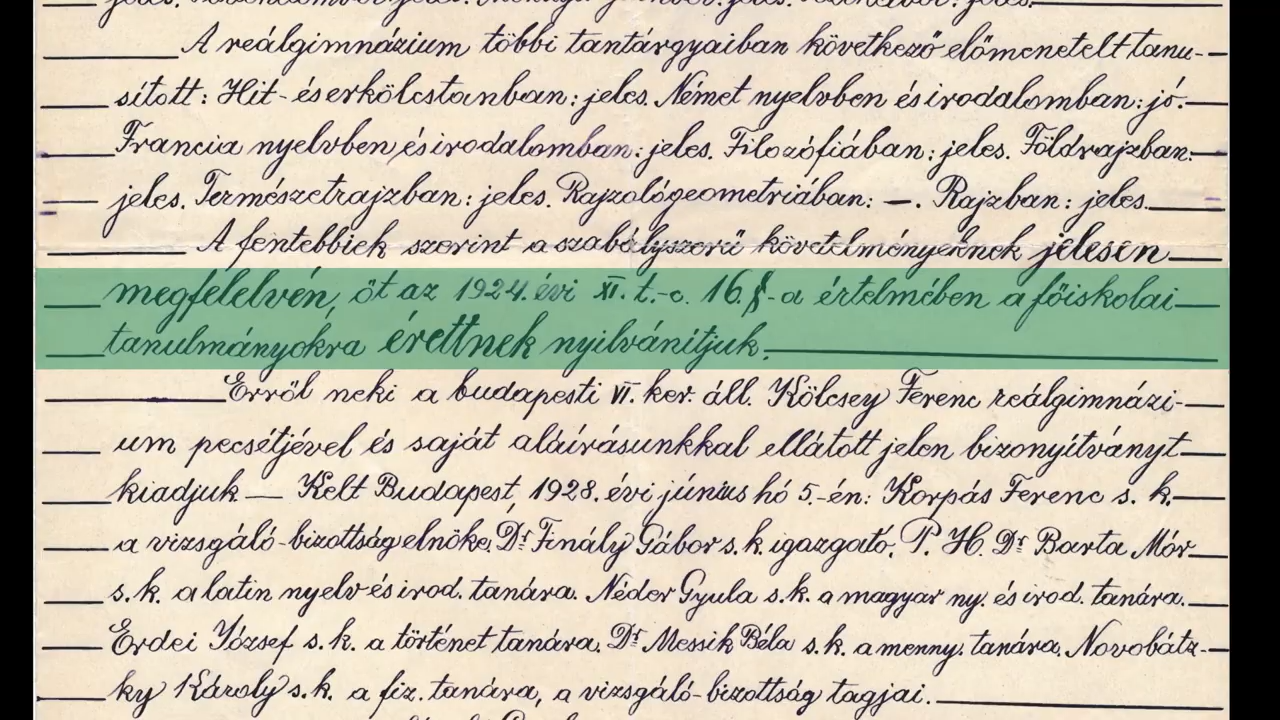 jeles.
A reálgimnázium többi tantárgyaiban következő előmenetelt tanu-
sított: Hit- és erkölcstanban: jeles. Német nyelvben és irodalomban: jó.
Francia nyelvben és irodalomban: jeles. Filozófiában: jeles. Földrajzban:
jeles. Természetrajzban: jeles. Rajzológeometriában: —. Rajzban: jeles.
A fentebbiek szerint a szabályszerű követelményeknek jelesen
megfelelvén, őt az 1924. évi XI. t.-c. 16. §-a értelmében a főiskolai
tanulmányokra érettnek nyilvánítjuk.
Erről neki a budapesti VI. ker. áll. Kölcsey Ferenc reálgimnázi-
um pecsétjével és saját aláírásunkkal ellátott jelen bizonyítványt
kiadjuk — Kelt Budapest, 1928. évi június hó 5.-én: Korpás Ferenc s. k.
a vizsgáló-bizottság elnöke. Dr Finály Gábor s. k. igazgató. P. H. Dr Barta Mór
s. k. a latin nyelv és irod. tanára. Néder Gyula s. k. a magyar ny. és irod. tanára.
Erdei József s. k. a történet tanára. Dr Messik Béla s. k. a menny. tanára. Novobátz-
ky Károly s. k. a fiz. tanára, a vizsgáló-bizottság tagjai.